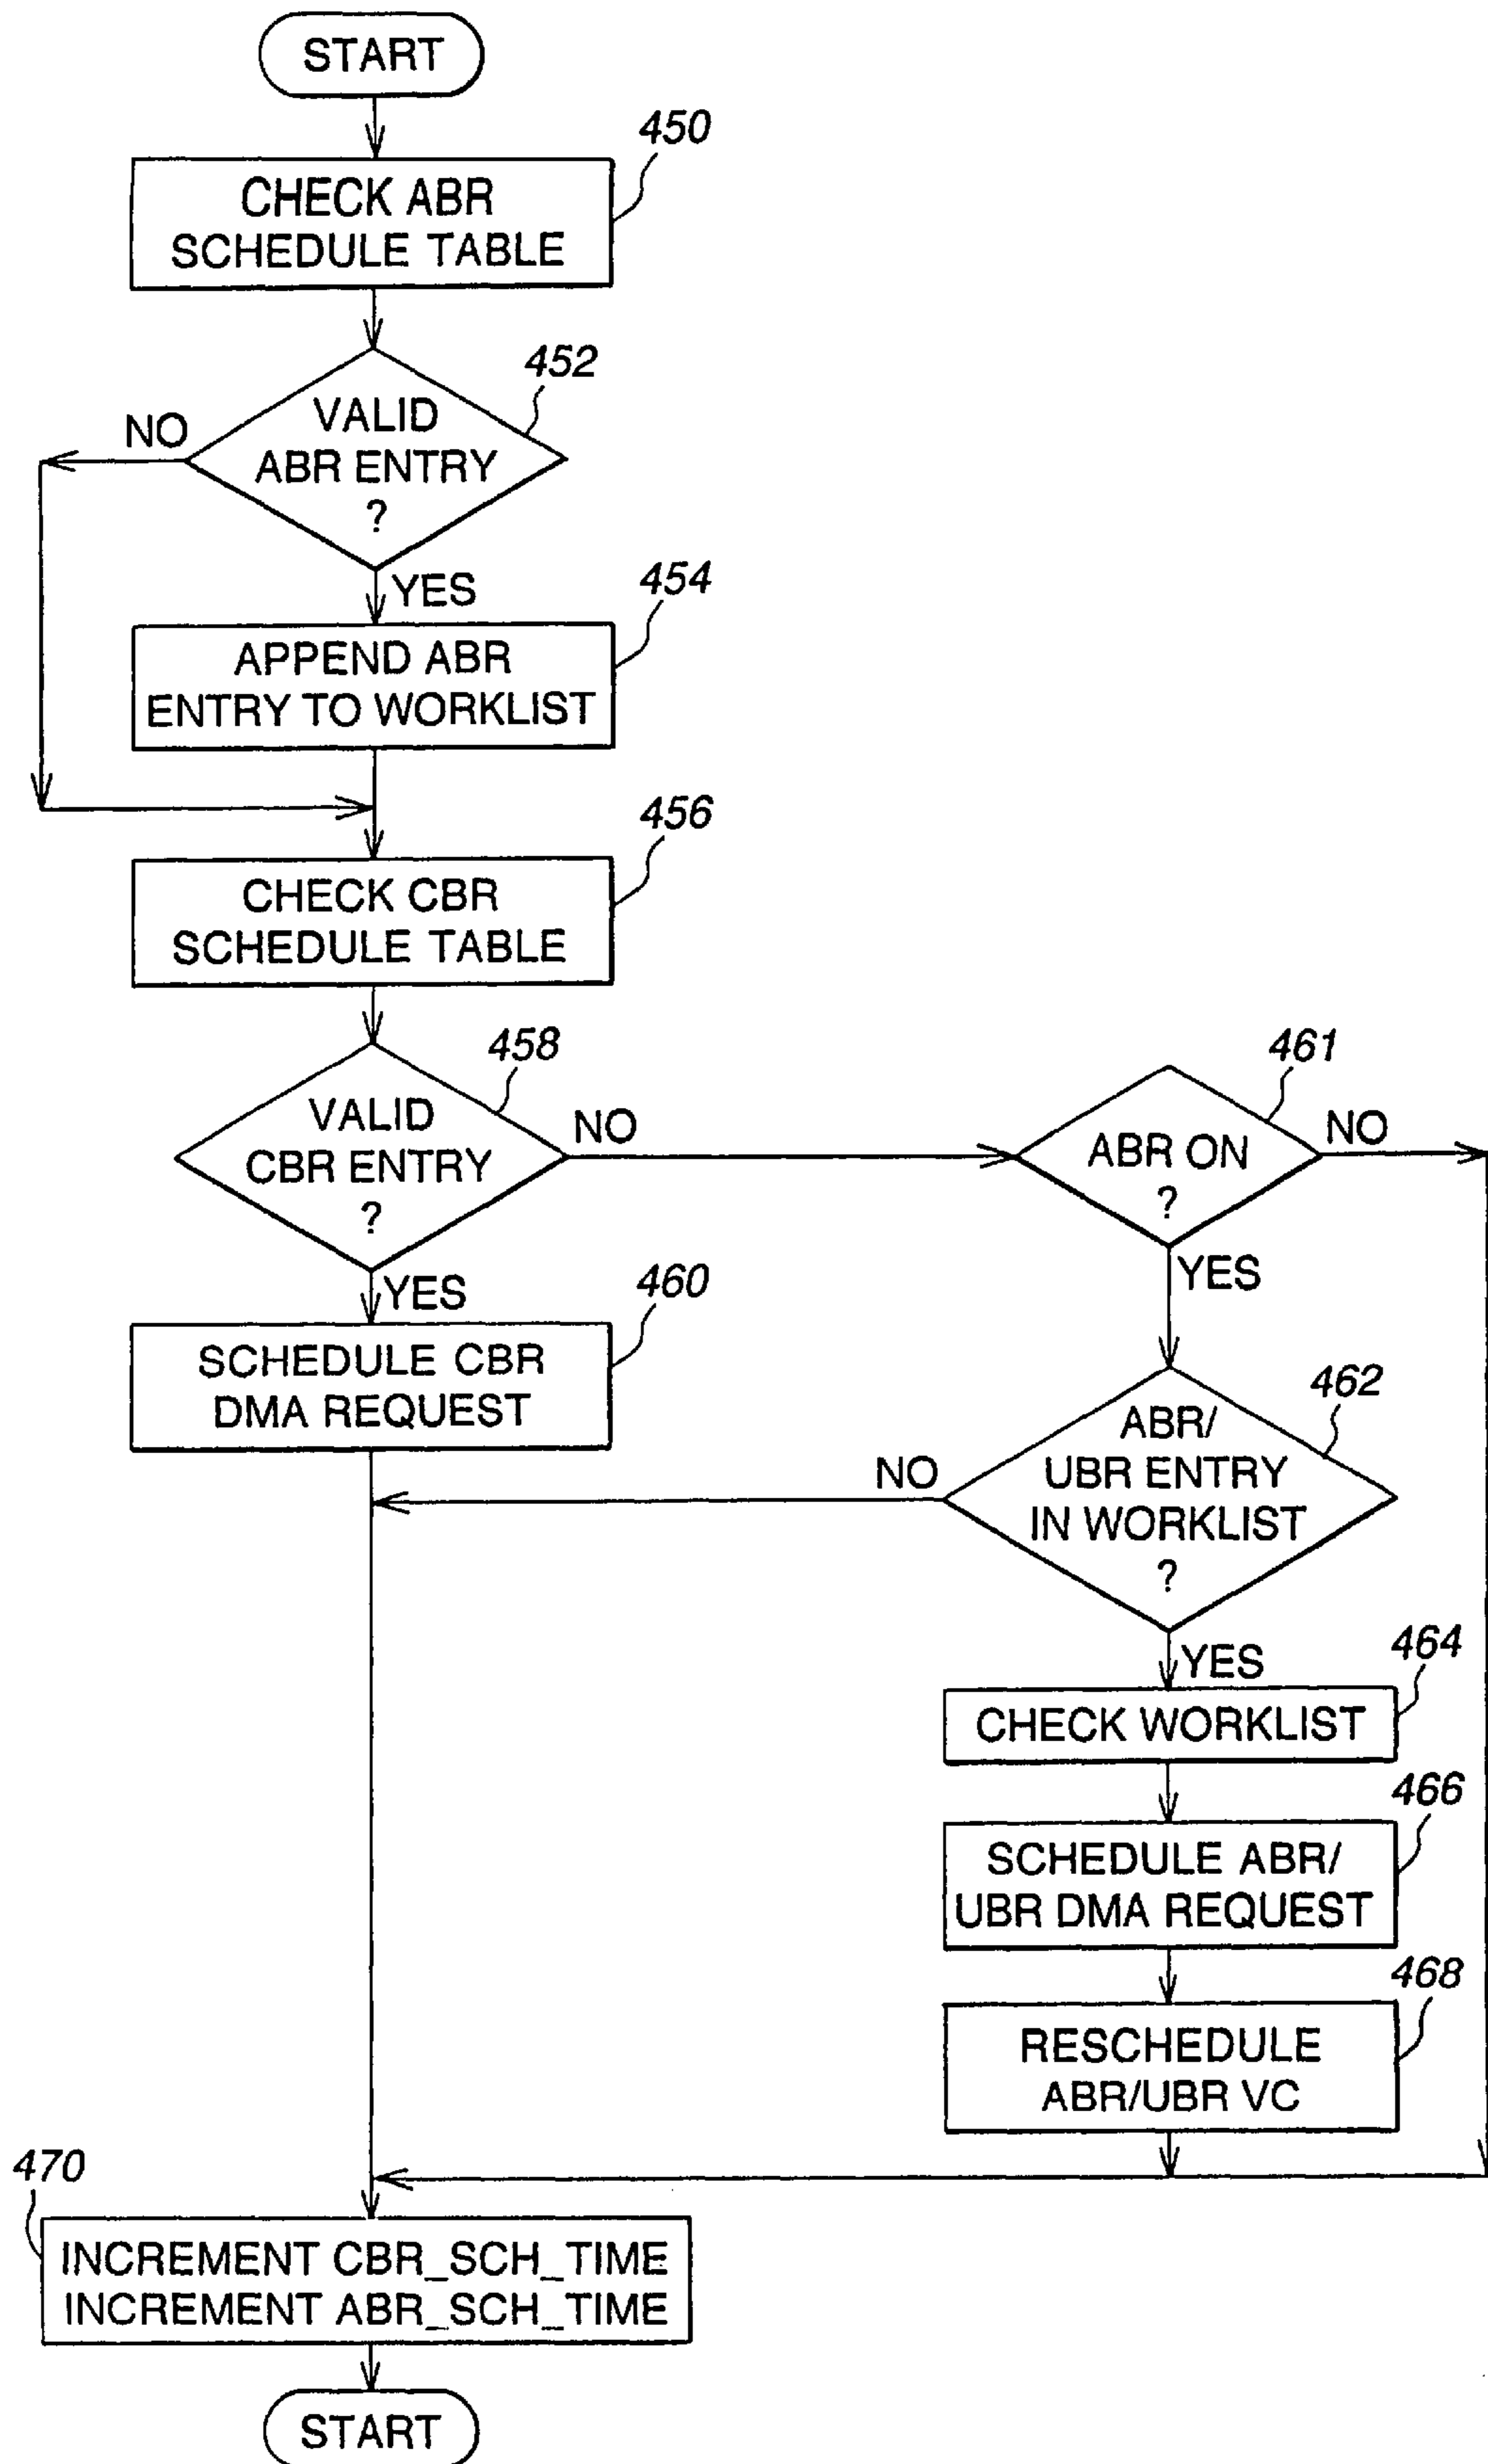 START
450
CHECK ABR
SCHEDULE TABLE
452
NO
VALID
ABR ENTRY
?
YES
454
APPEND ABR
ENTRY TO WORKLIST
456
CHECK CBR
SCHEDULE TABLE
458
VALID
CBR ENTRY
?
NO
461
ABR ON
?
NO
YES
460
SCHEDULE CBR
DMA REQUEST
YES
462
ABR/
UBR ENTRY
IN WORKLIST
?
NO
YES
464
CHECK WORKLIST
466
SCHEDULE ABR/
UBR DMA REQUEST
468
RESCHEDULE
ABR/UBR VC
470
INCREMENT CBR_SCH_TIME
INCREMENT ABR_SCH_TIME
START